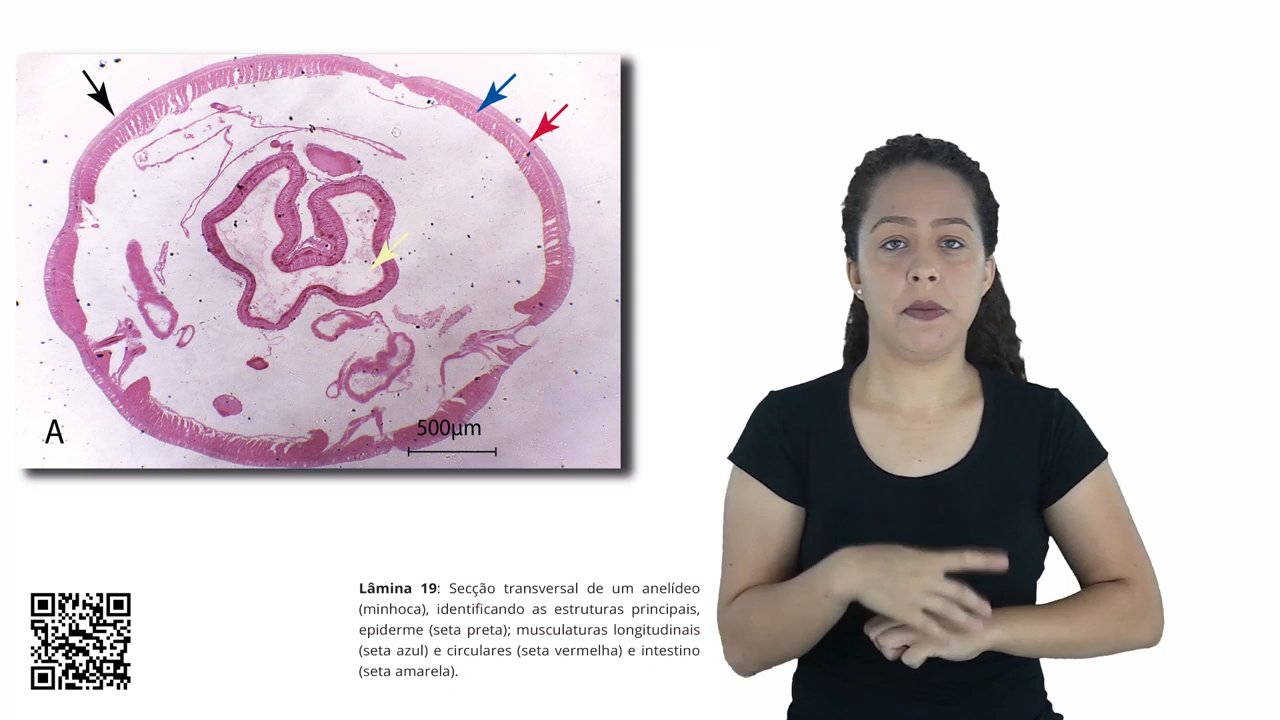 A
500µm
Lâmina 19: Secção transversal de um anelídeo
(minhoca), identificando as estruturas principais,
epiderme (seta preta); musculaturas longitudinais
(seta azul) e circulares (seta vermelha) e intestino
(seta amarela).